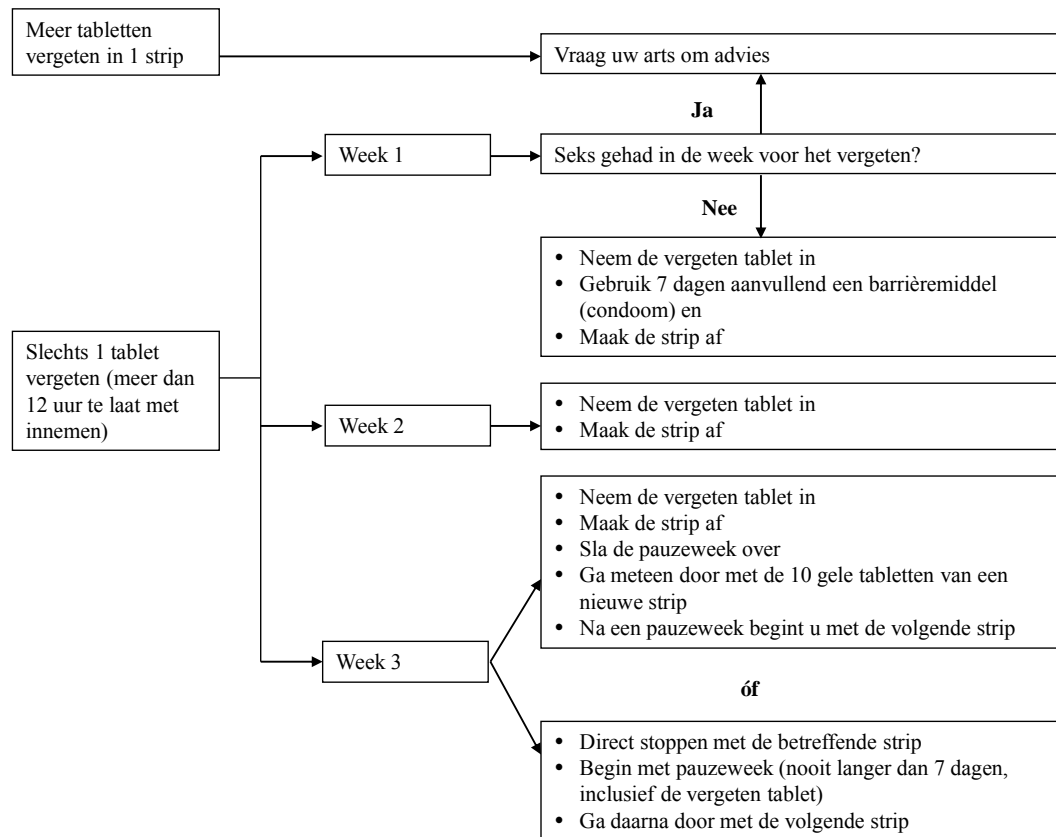 Meer tabletten
vergeten in 1 strip
Vraag uw arts om advies
Ja
Week 1
Seks gehad in de week voor het vergeten?
Nee
• Neem de vergeten tablet in
• Gebruik 7 dagen aanvullend een barrièremiddel
(condoom) en
• Maak de strip af
Slechts 1 tablet
vergeten (meer dan
12 uur te laat met
innemen)
Week 2
• Neem de vergeten tablet in
• Maak de strip af
• Neem de vergeten tablet in
• Maak de strip af
• Sla de pauzeweek over
• Ga meteen door met de 10 gele tabletten van een
nieuwe strip
• Na een pauzeweek begint u met de volgende strip
Week 3
óf
• Direct stoppen met de betreffende strip
• Begin met pauzeweek (nooit langer dan 7 dagen,
inclusief de vergeten tablet)
• Ga daarna door met de volgende strip